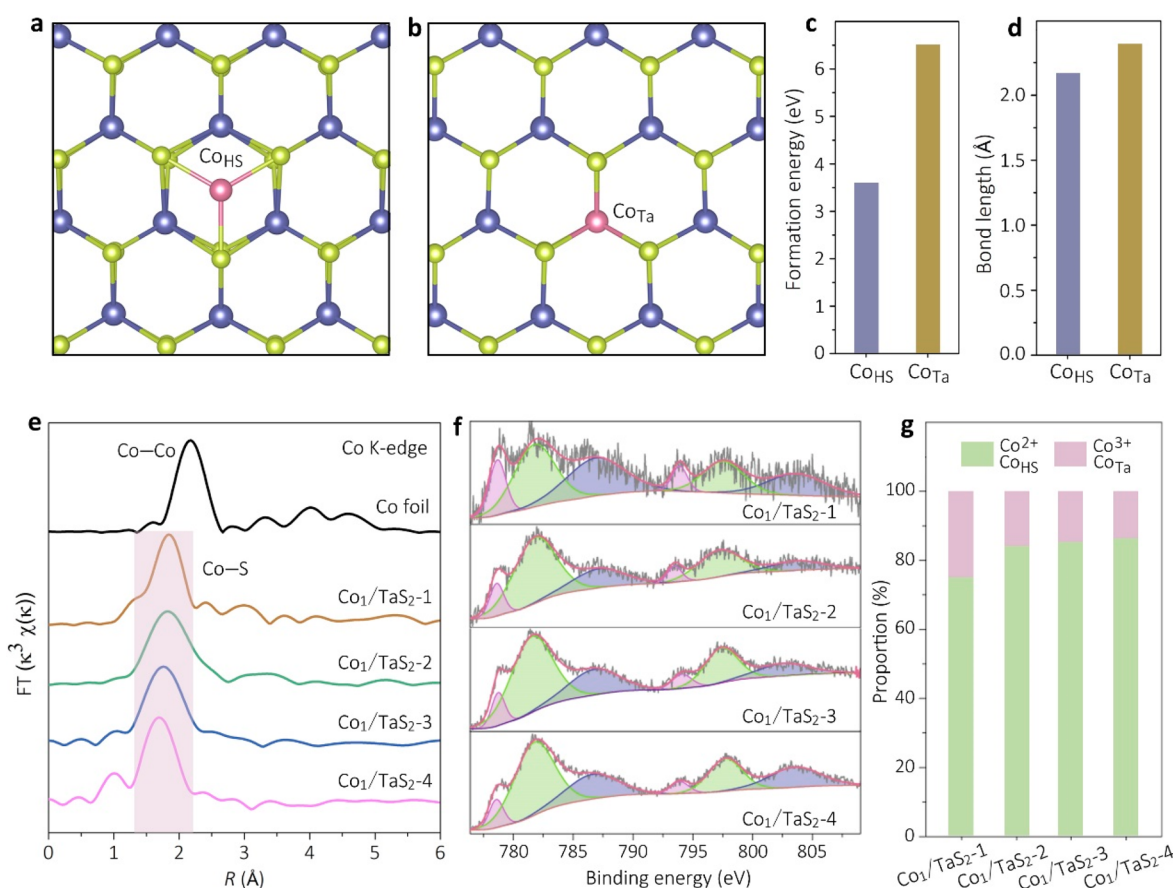 a
Co_HS
b
Co_Ta
c
Formation energy (eV)
6
5
4
3
2
1
0
Co_HS
Co_Ta
d
Bond length (Å)
2.0
1.5
1.0
0.5
0.0
Co_HS
Co_Ta
e
Co—Co
Co K-edge
Co foil
Co—S
Co₁/TaS₂-1
Co₁/TaS₂-2
Co₁/TaS₂-3
Co₁/TaS₂-4
FT (κ³ χ(κ))
0 1 2 3 4 5 6
R (Å)
f
Co₁/TaS₂-1
Co₁/TaS₂-2
Co₁/TaS₂-3
Co₁/TaS₂-4
780 785 790 795 800 805
Binding energy (eV)
g
Co²⁺ Co³⁺
Co_HS Co_Ta
Proportion (%)
100
80
60
40
20
0
Co₁/TaS₂-1
Co₁/TaS₂-2
Co₁/TaS₂-3
Co₁/TaS₂-4